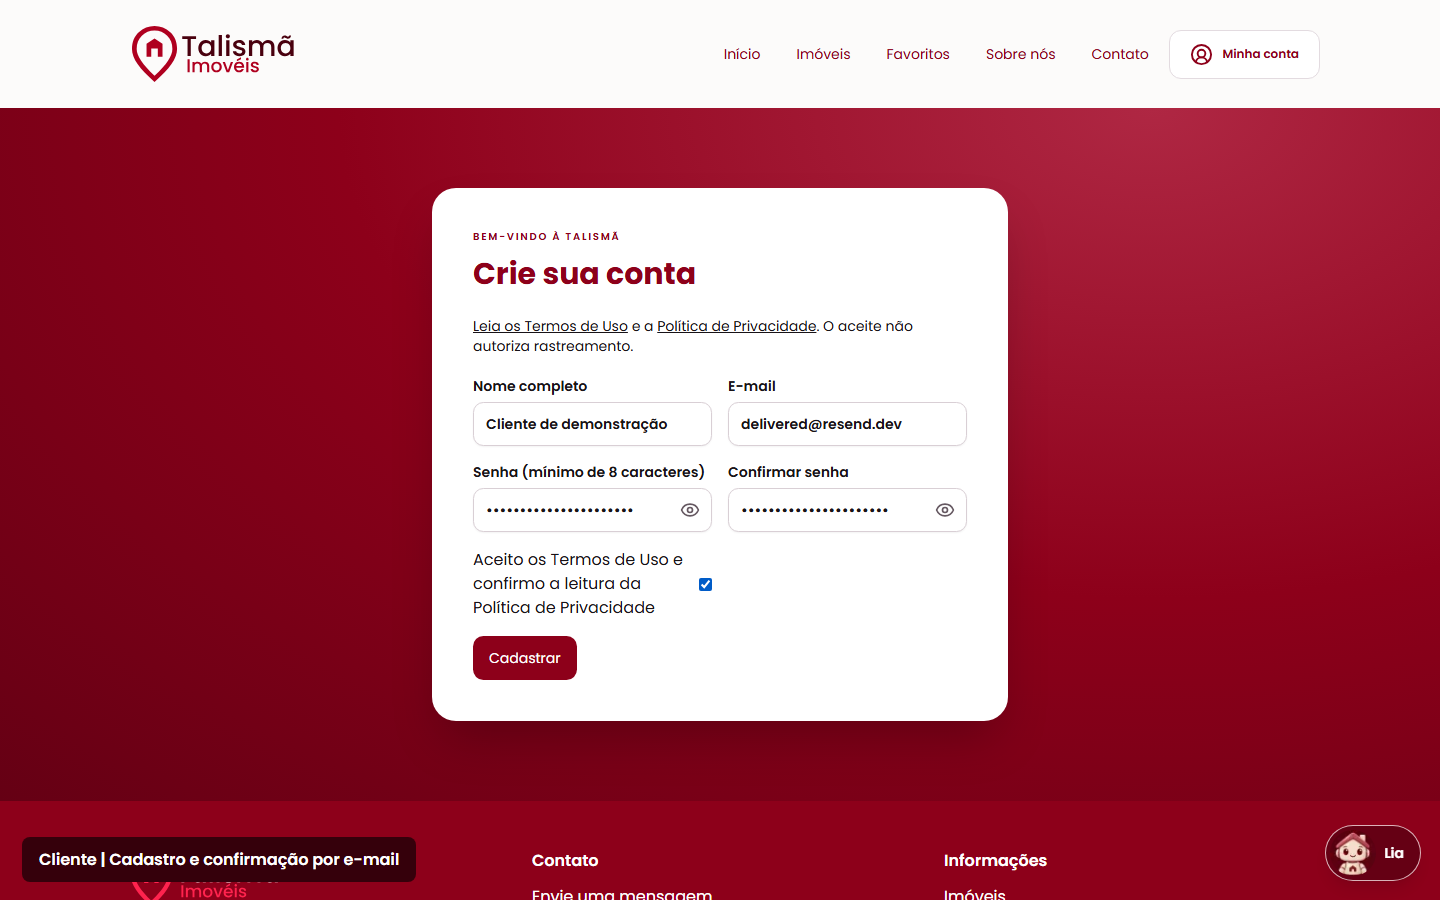 Talismã
Imovéis
Início
Imóveis
Favoritos
Sobre nós
Contato
Minha conta
BEM-VINDO À TALISMÃ
Crie sua conta
Leia os Termos de Uso e a Política de Privacidade. O aceite não
autoriza rastreamento.
Nome completo
E-mail
Cliente de demonstração
delivered@resend.dev
Senha (mínimo de 8 caracteres)
Confirmar senha
••••••••••••••••••••••
••••••••••••••••••••••
Aceito os Termos de Uso e
confirmo a leitura da
Política de Privacidade
Cadastrar
Cliente | Cadastro e confirmação por e-mail
Imovéis
Contato
Envie uma mensagem
Informações
Imóveis
Lia